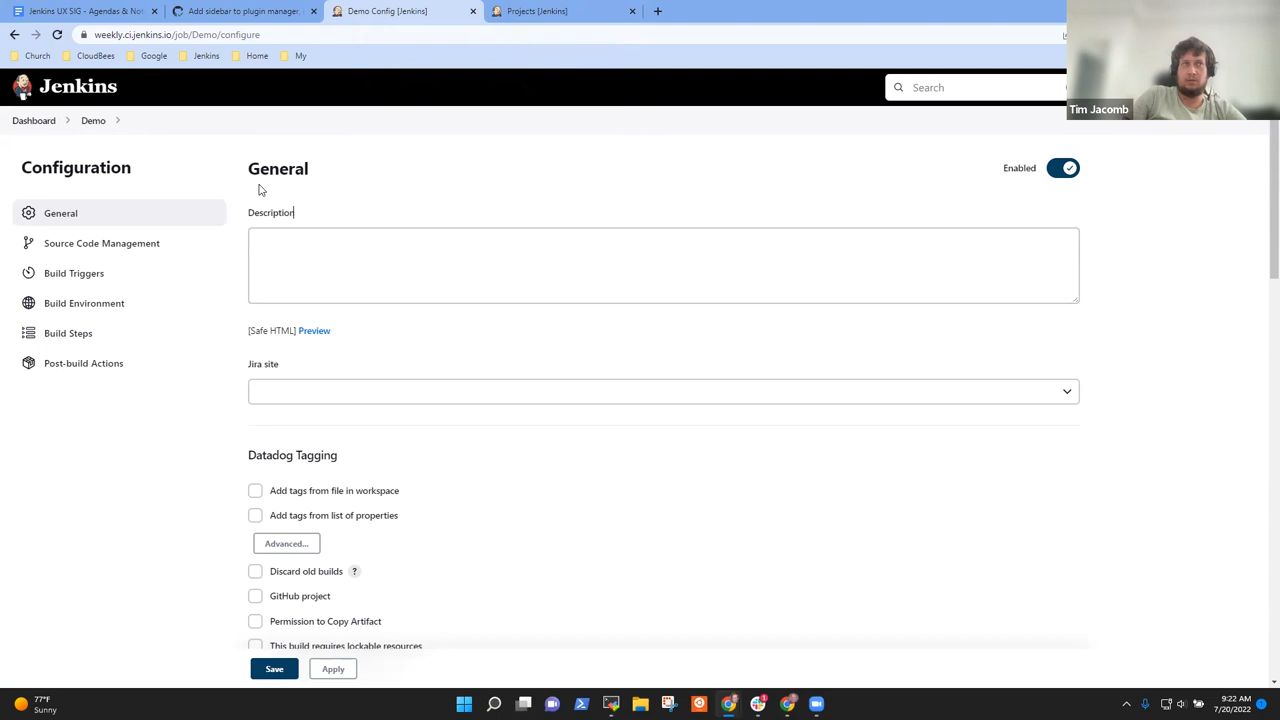 Jenkins UX SIG - Agenda & Notes
Add sidebar to plugin manager.
Demo Config [Jenkins]
Projects [Jenkins]
weekly.ci.jenkins.io/job/Demo/configure
Church
CloudBees
Google
Jenkins
Home
My
Jenkins
Search
Tim Jacomb
Dashboard
Demo
Configuration
General
Source Code Management
Build Triggers
Build Environment
Build Steps
Post-build Actions
General
Enabled
Description
[Safe HTML] Preview
Jira site
Datadog Tagging
Add tags from file in workspace
Add tags from list of properties
Advanced...
Discard old builds ?
GitHub project
Permission to Copy Artifact
This build requires lockable resources
Save
Apply
77°F
Sunny
9:22 AM
7/20/2022